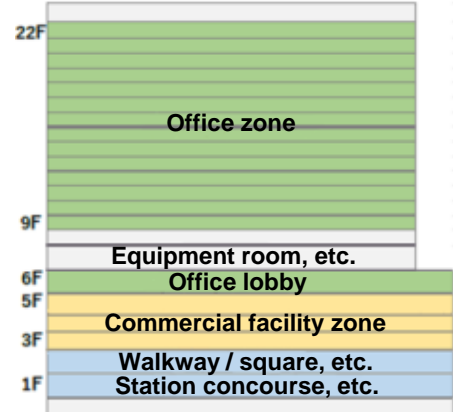 22F
Office zone
9F
Equipment room, etc.
6F
Office lobby
5F
Commercial facility zone
3F
Walkway / square, etc.
1F
Station concourse, etc.